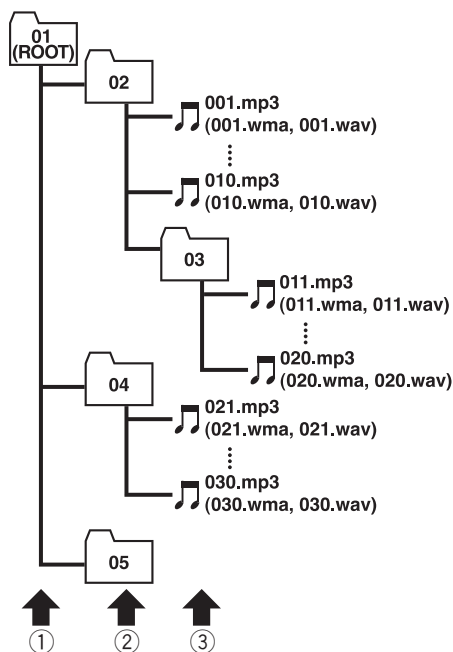 01
(ROOT)
02
001.mp3
(001.wma, 001.wav)
010.mp3
(010.wma, 010.wav)
03
011.mp3
(011.wma, 011.wav)
020.mp3
(020.wma, 020.wav)
04
021.mp3
(021.wma, 021.wav)
030.mp3
(030.wma, 030.wav)
05
① ② ③